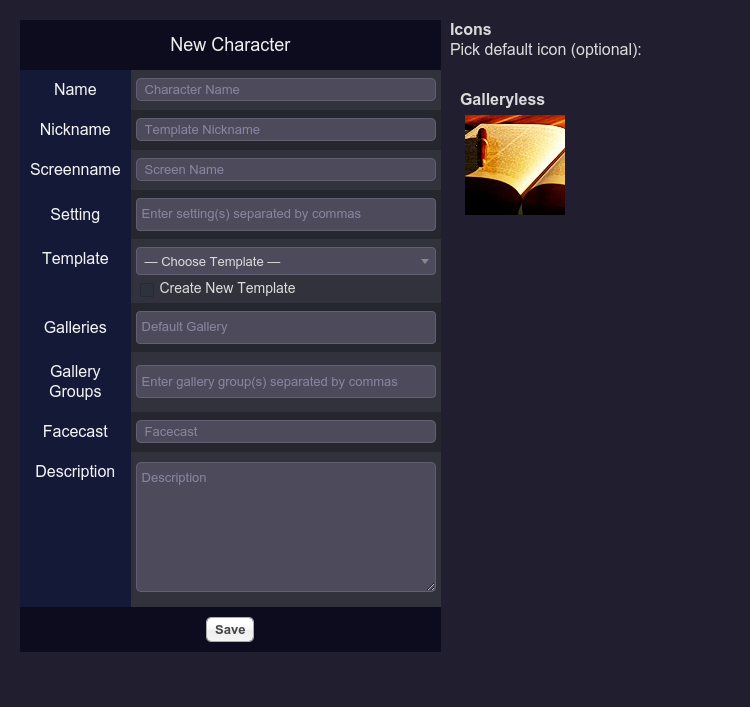 New Character
Name
Character Name
Nickname
Template Nickname
Screenname
Screen Name
Setting
Enter setting(s) separated by commas
Template
— Choose Template —
Create New Template
Galleries
Default Gallery
Gallery
Groups
Enter gallery group(s) separated by commas
Facecast
Facecast
Description
Description
Save
Icons
Pick default icon (optional):
Galleryless